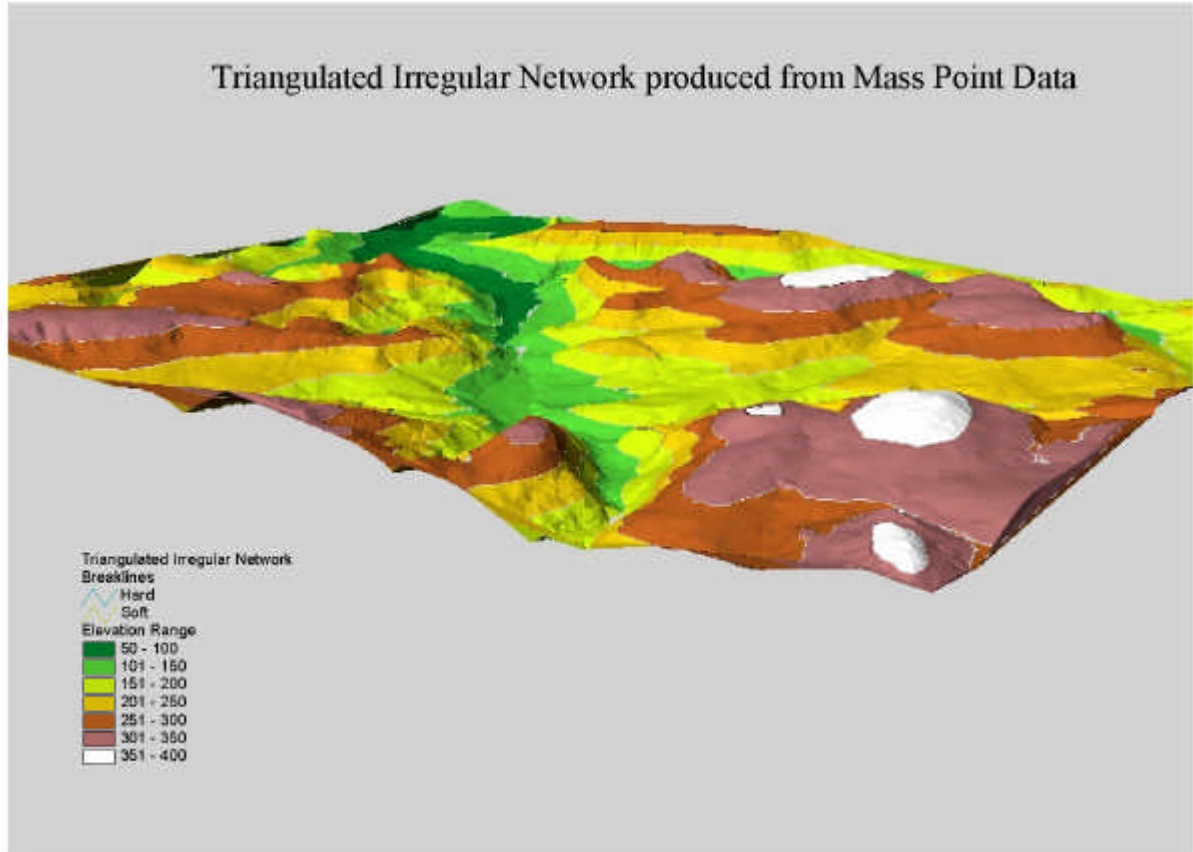 Triangulated Irregular Network produced from Mass Point Data
Triangulated Irregular Network
Breaklines
Hard
Soft
Elevation Range
50 - 100
101 - 150
151 - 200
201 - 250
251 - 300
301 - 350
351 - 400